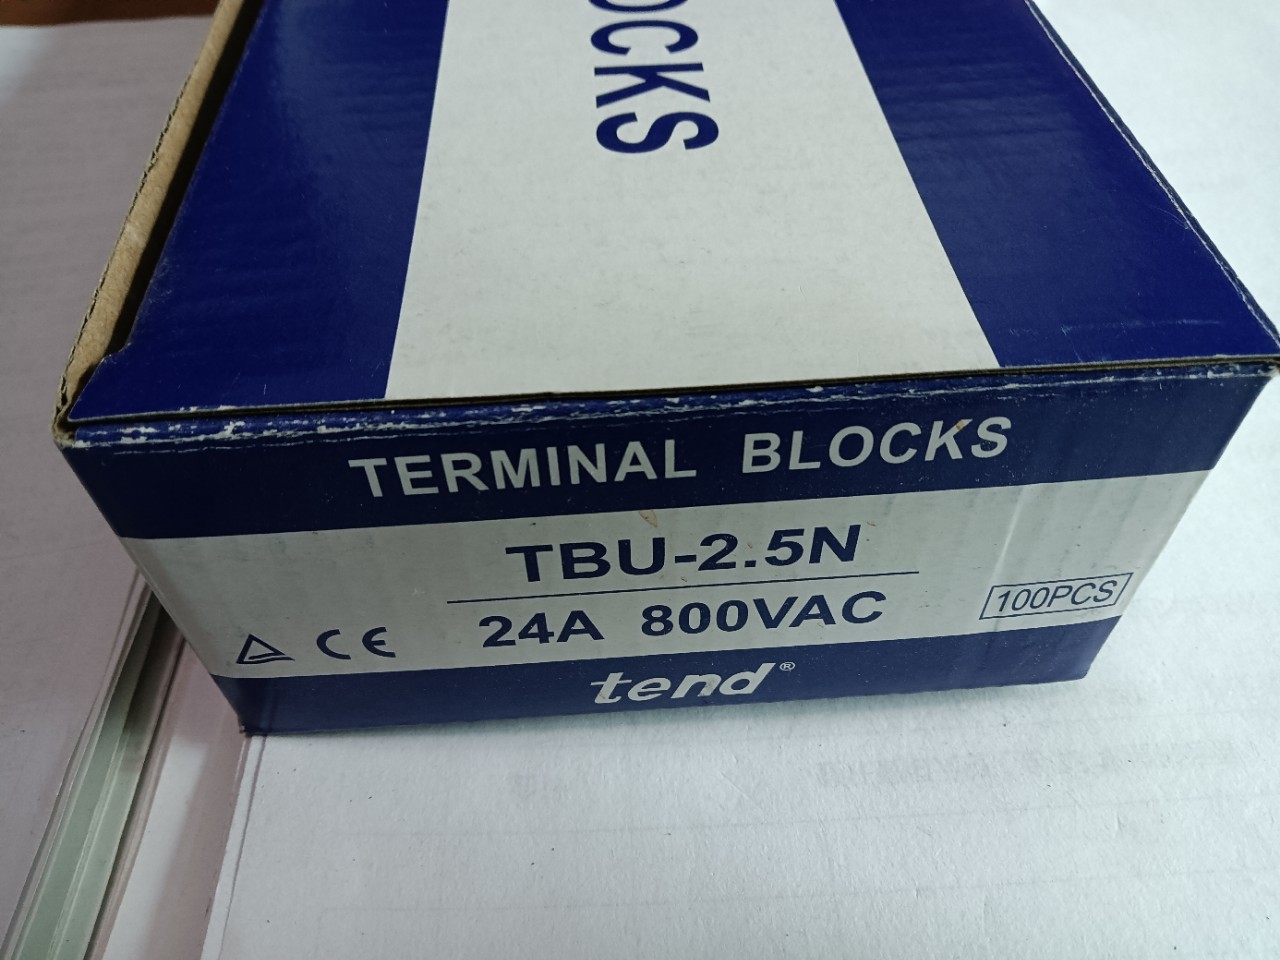 OCKS
TERMINAL BLOCKS
TBU-2.5N
24A 800VAC
100PCS
CE
tend®